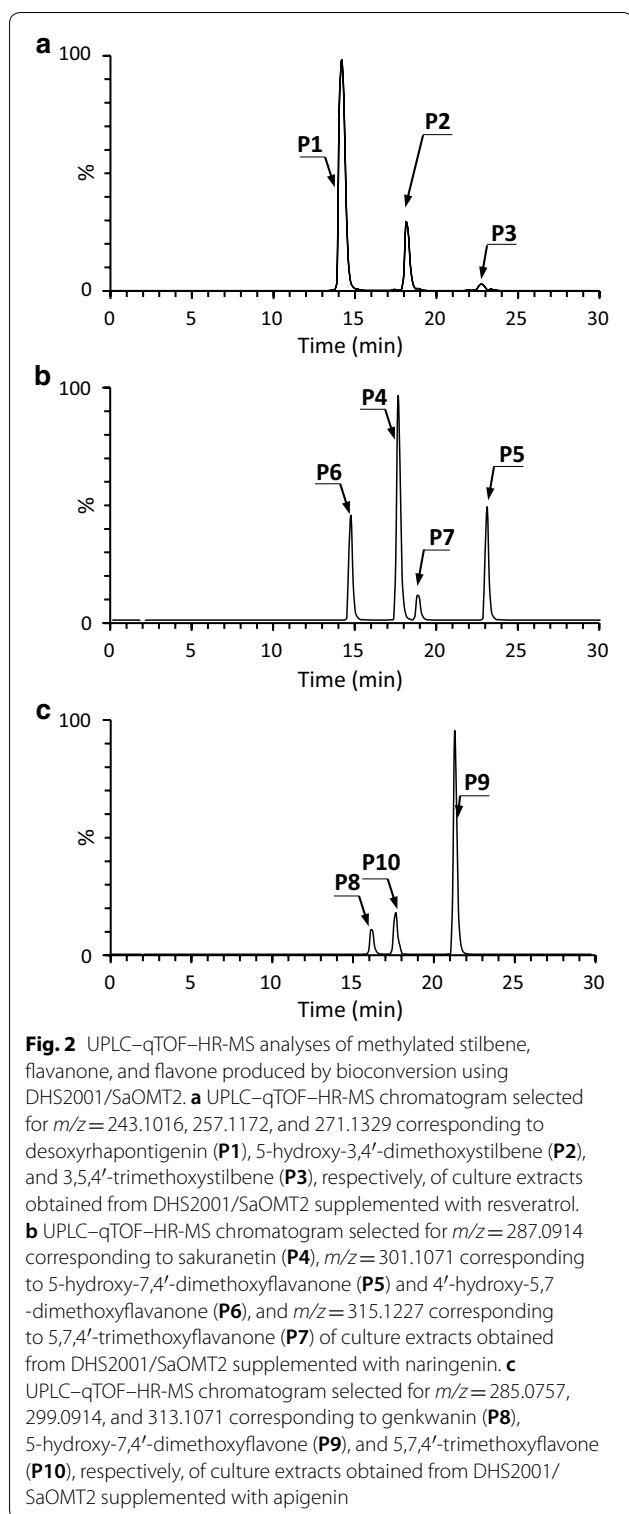 a
100
P1
P2
%
P3
0
0 5 10 15 20 25 30
Time (min)
b
100
P4
P6
P5
%
P7
0
0 5 10 15 20 25 30
Time (min)
c
100
P9
%
P10
P8
0
0 5 10 15 20 25 30
Time (min)
Fig. 2 UPLC–qTOF–HR-MS analyses of methylated stilbene,
flavanone, and flavone produced by bioconversion using
DHS2001/SaOMT2. a UPLC–qTOF–HR-MS chromatogram selected
for m/z = 243.1016, 257.1172, and 271.1329 corresponding to
desoxyrhapontigenin (P1), 5-hydroxy-3,4′-dimethoxystilbene (P2),
and 3,5,4′-trimethoxystilbene (P3), respectively, of culture extracts
obtained from DHS2001/SaOMT2 supplemented with resveratrol.
b UPLC–qTOF–HR-MS chromatogram selected for m/z = 287.0914
corresponding to sakuranetin (P4), m/z = 301.1071 corresponding
to 5-hydroxy-7,4′-dimethoxyflavanone (P5) and 4′-hydroxy-5,7
-dimethoxyflavanone (P6), and m/z = 315.1227 corresponding
to 5,7,4′-trimethoxyflavanone (P7) of culture extracts obtained
from DHS2001/SaOMT2 supplemented with naringenin. c
UPLC–qTOF–HR-MS chromatogram selected for m/z = 285.0757,
299.0914, and 313.1071 corresponding to genkwanin (P8),
5-hydroxy-7,4′-dimethoxyflavone (P9), and 5,7,4′-trimethoxyflavone
(P10), respectively, of culture extracts obtained from DHS2001/
SaOMT2 supplemented with apigenin